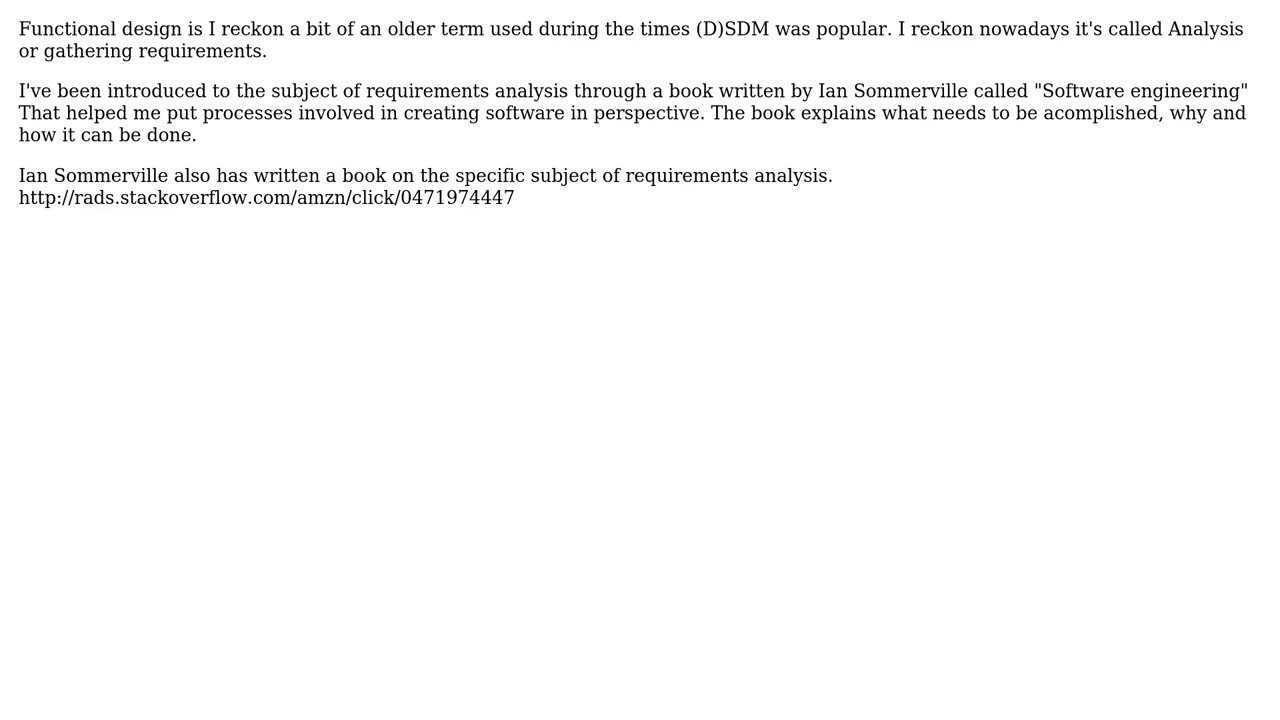 Functional design is I reckon a bit of an older term used during the times (D)SDM was popular. I reckon nowadays it's called Analysis
or gathering requirements.
I've been introduced to the subject of requirements analysis through a book written by Ian Sommerville called "Software engineering"
That helped me put processes involved in creating software in perspective. The book explains what needs to be acomplished, why and
how it can be done.
Ian Sommerville also has written a book on the specific subject of requirements analysis.
http://rads.stackoverflow.com/amzn/click/0471974447